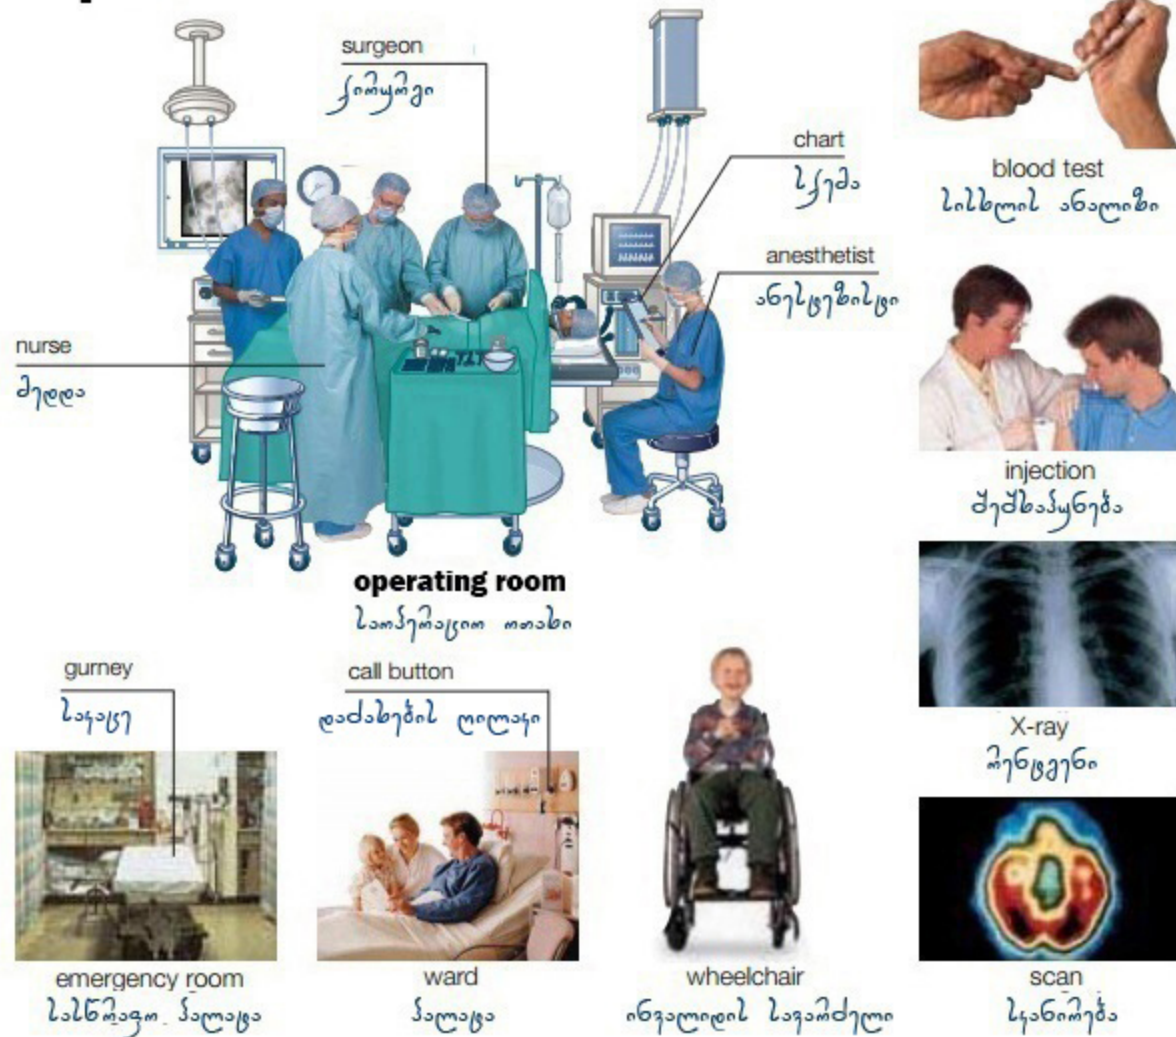 surgeon
ქირურგი
chart
სქემა
anesthetist
ანესტეზისტი
nurse
მედდა
operating room
საოპერაციო ოთახი
blood test
სისხლის ანალიზი
injection
შეშხაპუნება
X-ray
რენტგენი
gurney
საკაცე
call button
დაძახების ღილაკი
emergency room
სასწრაფო პალატა
ward
პალატა
wheelchair
ინვალიდის სავარძელი
scan
სკანირება